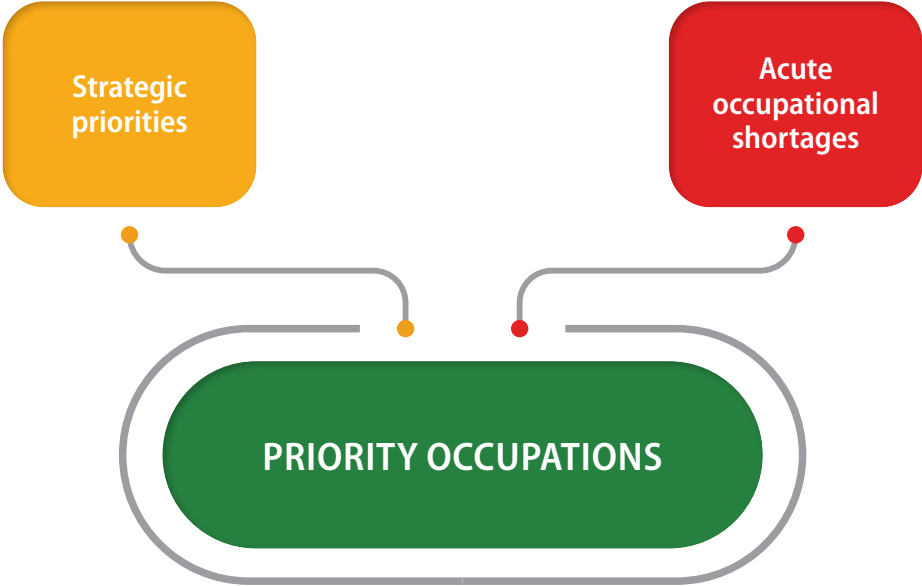 Strategic
priorities
Acute
occupational
shortages
PRIORITY OCCUPATIONS